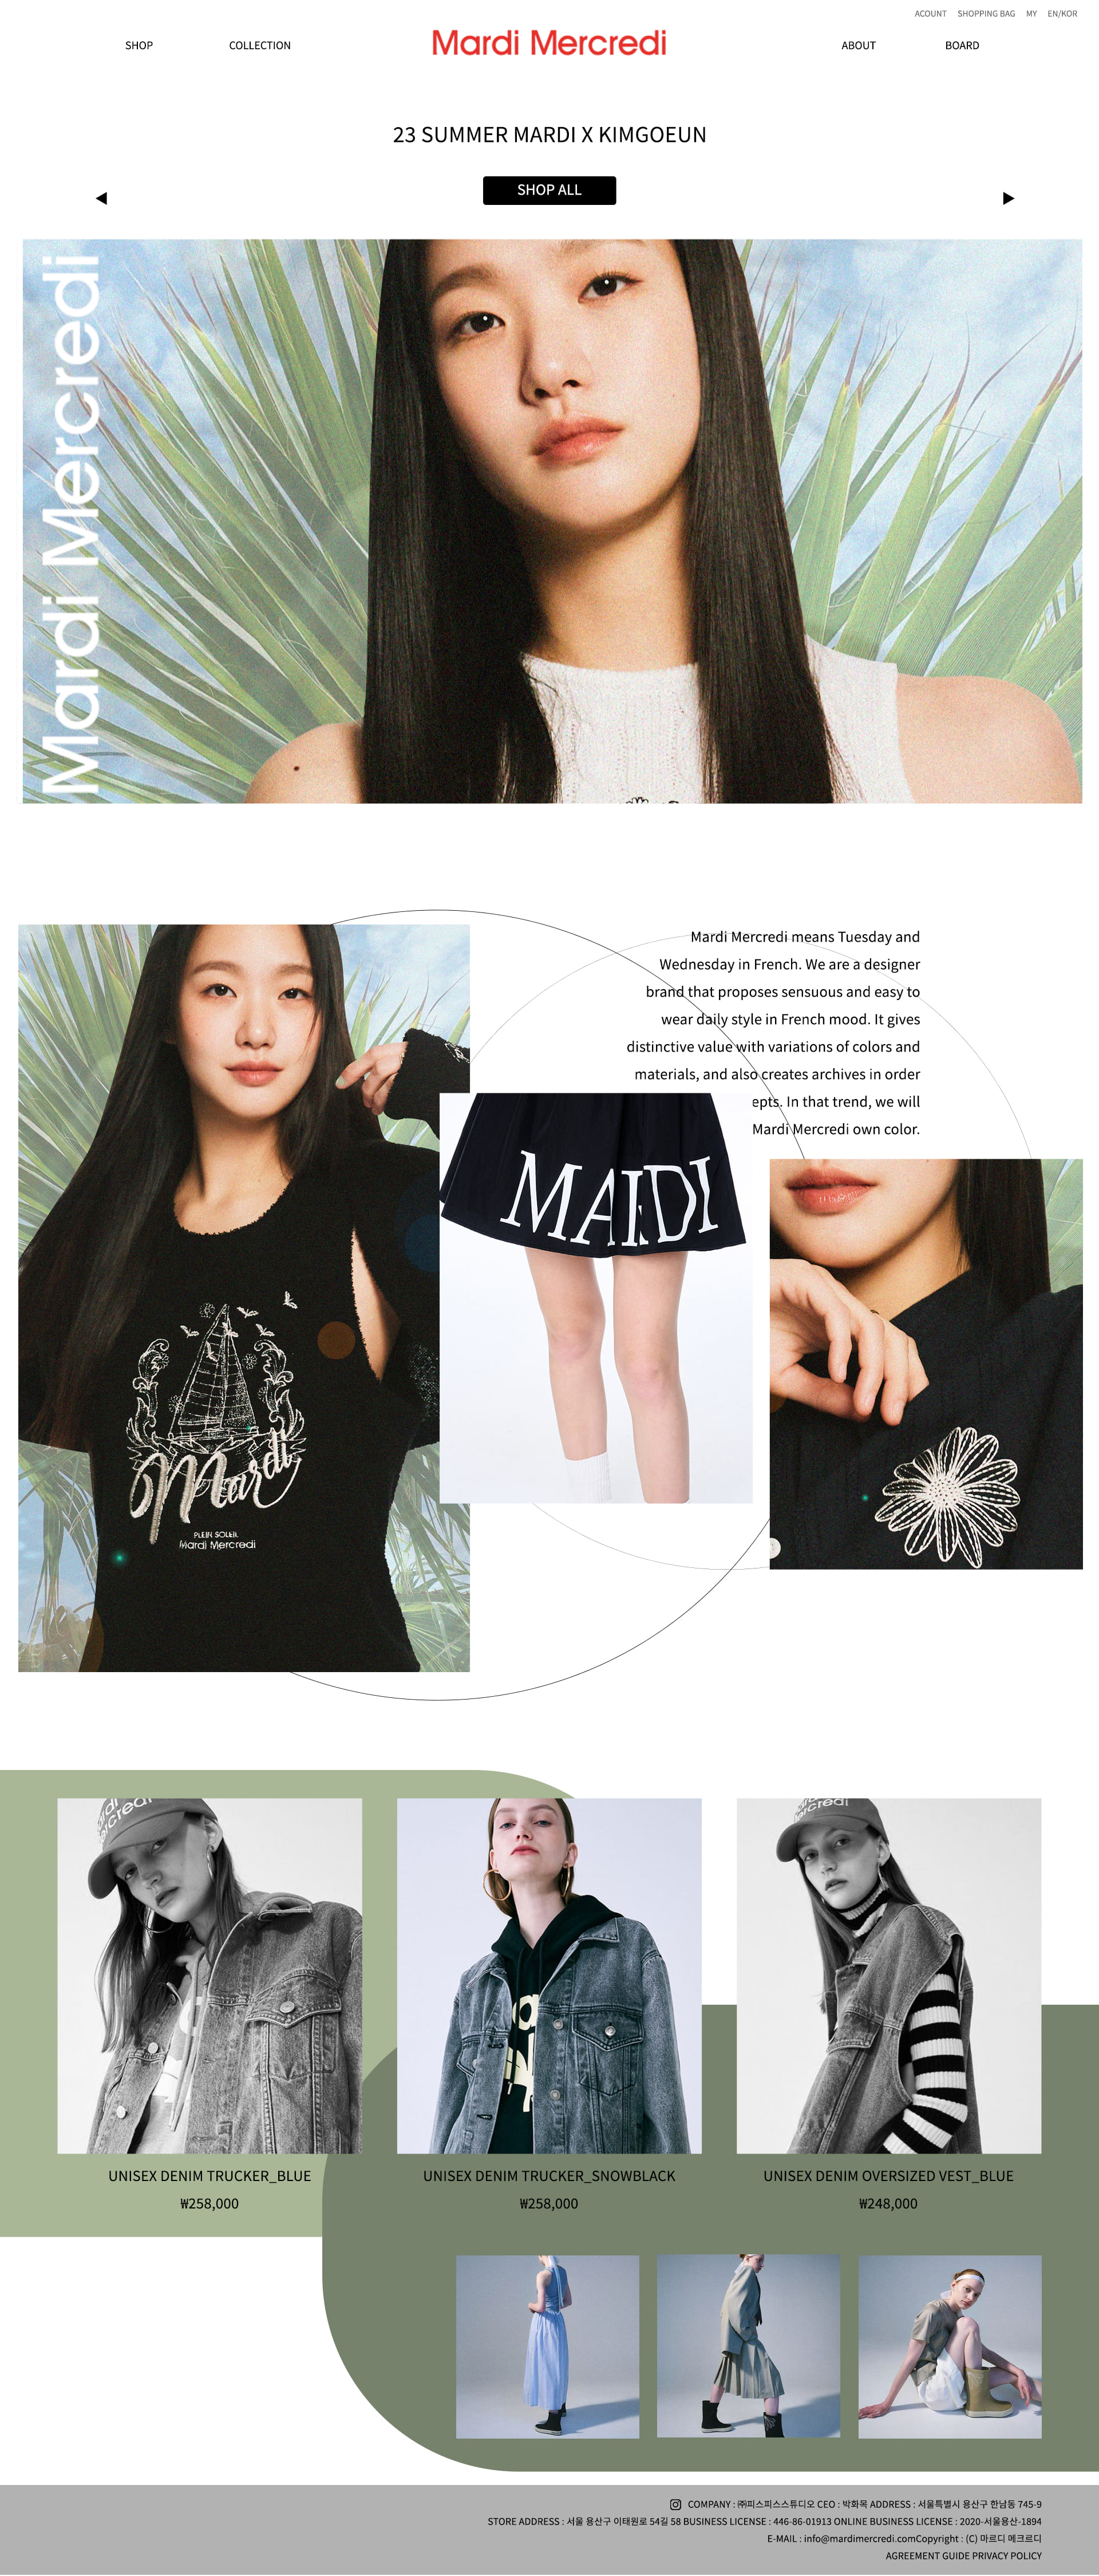 ACOUNT SHOPPING BAG MY EN/KOR
SHOP COLLECTION Mardi Mercredi ABOUT BOARD
23 SUMMER MARDI X KIMGOEUN
SHOP ALL
Mardi Mercredi
Mardi Mercredi means Tuesday and
Wednesday in French. We are a designer
brand that proposes sensuous and easy to
wear daily style in French mood. It gives
distinctive value with variations of colors and
materials, and also creates archives in order
epts. In that trend, we will
Mardi Mercredi own color.
MARDI
Mardi
PLEIN SOLEIL
Mardi Mercredi
UNISEX DENIM TRUCKER_BLUE
₩258,000
UNISEX DENIM TRUCKER_SNOWBLACK
₩258,000
UNISEX DENIM OVERSIZED VEST_BLUE
₩248,000
COMPANY : ㈜피스피스스튜디오 CEO : 박화목 ADDRESS : 서울특별시 용산구 한남동 745-9
STORE ADDRESS : 서울 용산구 이태원로 54길 58 BUSINESS LICENSE : 446-86-01913 ONLINE BUSINESS LICENSE : 2020-서울용산-1894
E-MAIL : info@mardimercredi.comCopyright : (C) 마르디 메크르디
AGREEMENT GUIDE PRIVACY POLICY